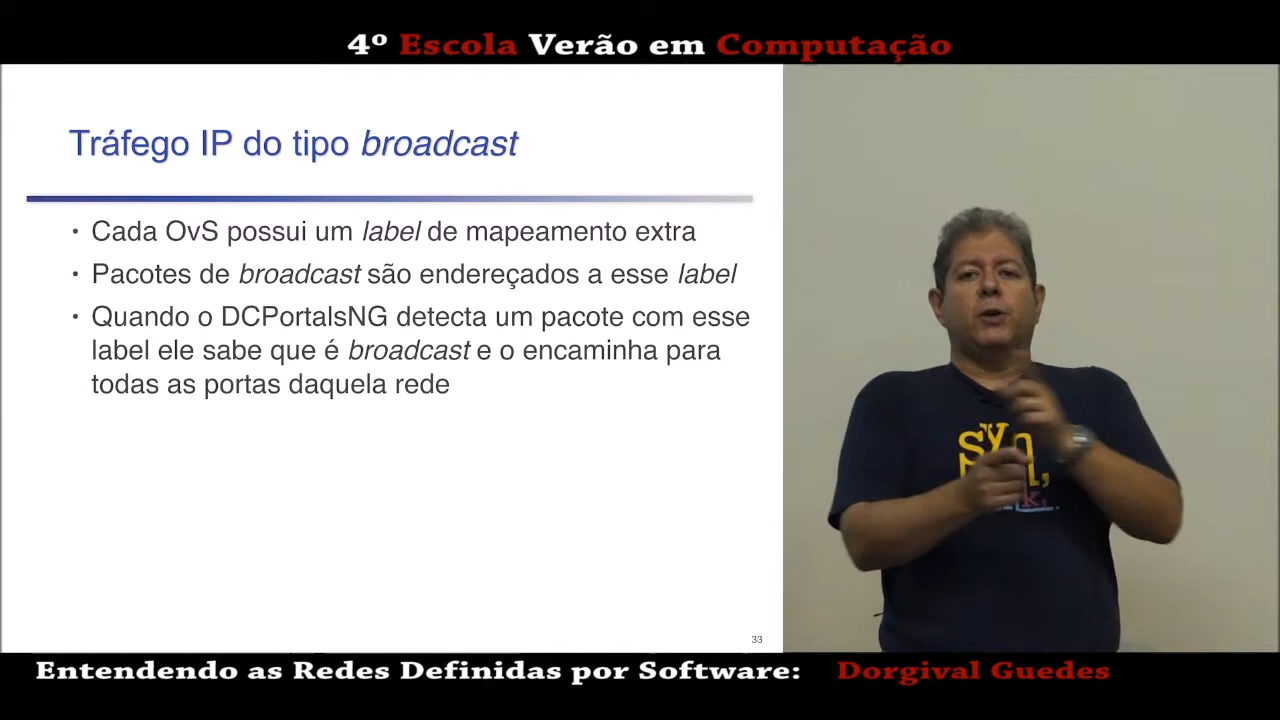 4º Escola Verão em Computação
Tráfego IP do tipo broadcast
• Cada OvS possui um label de mapeamento extra
• Pacotes de broadcast são endereçados a esse label
• Quando o DCPortalsNG detecta um pacote com esse
label ele sabe que é broadcast e o encaminha para
todas as portas daquela rede
33
Entendendo as Redes Definidas por Software: Dorgival Guedes